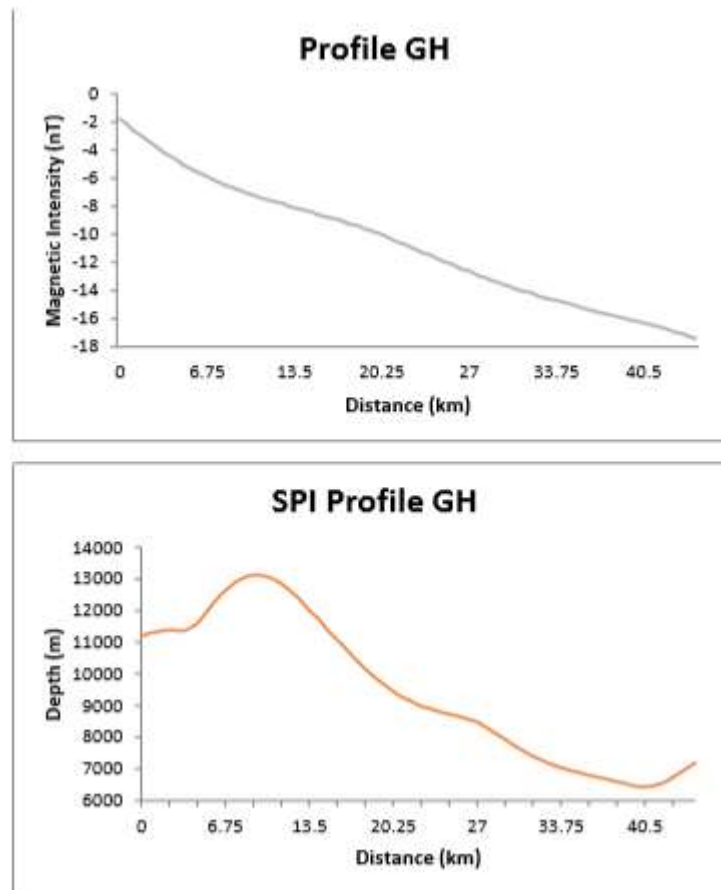 Profile GH
Magnetic Intensity (nT)
0
-2
-4
-6
-8
-10
-12
-14
-16
-18
0 6.75 13.5 20.25 27 33.75 40.5
Distance (km)
SPI Profile GH
Depth (m)
14000
13000
12000
11000
10000
9000
8000
7000
6000
0 6.75 13.5 20.25 27 33.75 40.5
Distance (km)